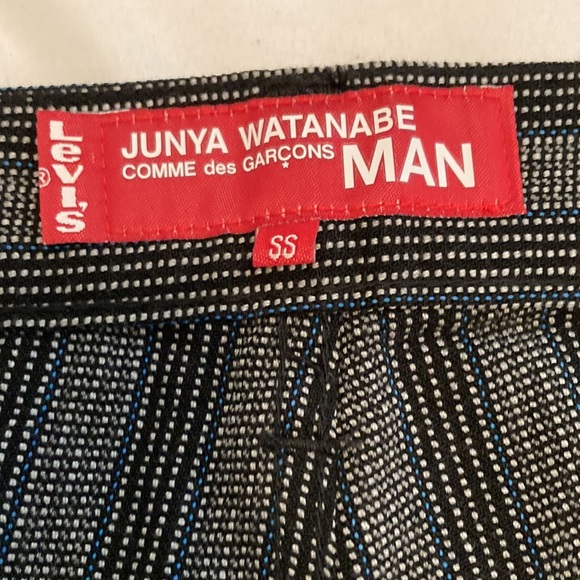 Levi's
®
JUNYA WATANABE
COMME des GARÇONS
MAN
SS